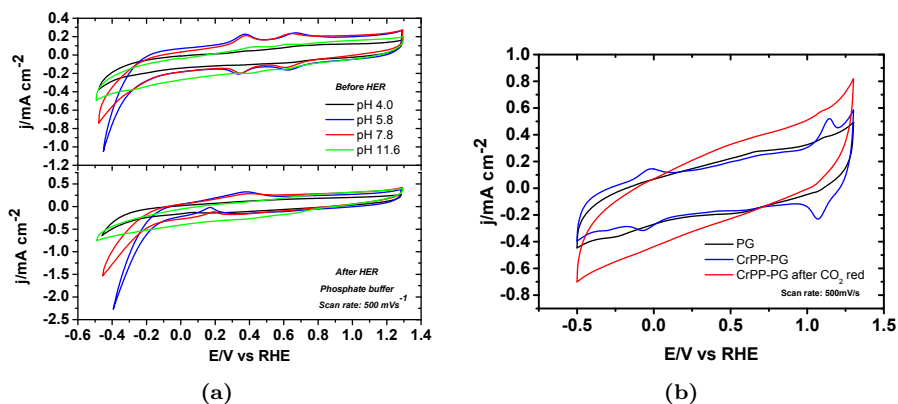 0.4
0.2
0.0
-0.2
-0.4
-0.6
-0.8
-1.0
-1.2
j/mA cm-2
Before HER
pH 4.0
pH 5.8
pH 7.8
pH 11.6
0.5
0.0
-0.5
-1.0
-1.5
-2.0
-2.5
j/mA cm-2
After HER
Phosphate buffer
Scan rate: 500 mVs-1
-0.6 -0.4 -0.2 0.0 0.2 0.4 0.6 0.8 1.0 1.2 1.4
E/V vs RHE
(a)
1.0
0.8
0.6
0.4
0.2
0.0
-0.2
-0.4
-0.6
-0.8
j/mA cm-2
PG
CrPP-PG
CrPP-PG after CO2 red
Scan rate: 500mV/s
-0.5 0.0 0.5 1.0 1.5
E/V vs RHE
(b)